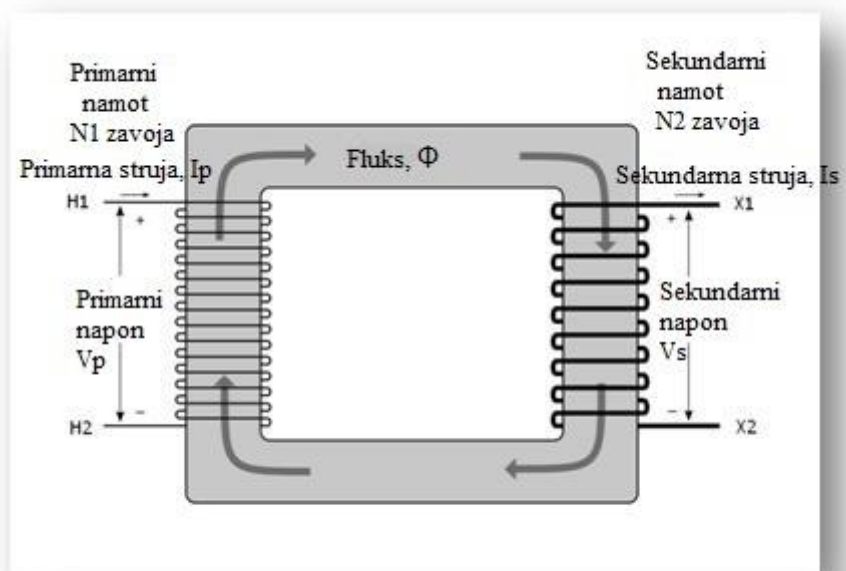 Primarni
namot
N1 zavoja
Primarna struja, Ip
H1
+
Primarni
napon
Vp
−
H2
Fluks, Φ
Sekundarni
namot
N2 zavoja
Sekundarna struja, Is
X1
+
Sekundarni
napon
Vs
−
X2